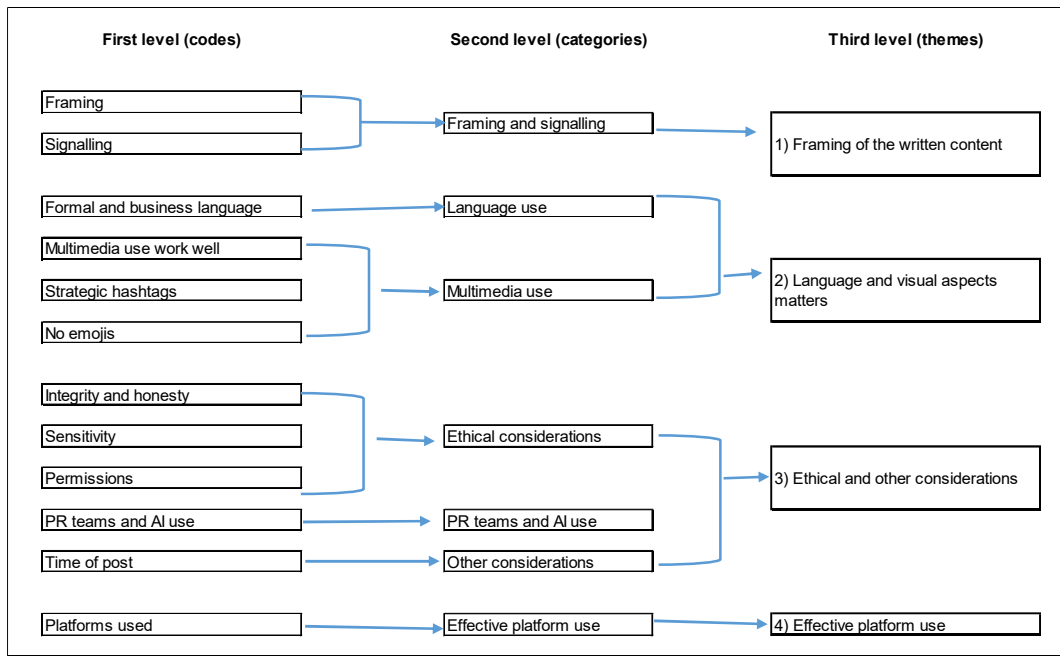 First level (codes)
Second level (categories)
Third level (themes)
Framing
Signalling
Framing and signalling
1) Framing of the written content
Formal and business language
Language use
Multimedia use work well
Strategic hashtags
No emojis
Multimedia use
2) Language and visual aspects
matters
Integrity and honesty
Sensitivity
Permissions
Ethical considerations
PR teams and AI use
PR teams and AI use
Time of post
Other considerations
3) Ethical and other considerations
Platforms used
Effective platform use
4) Effective platform use